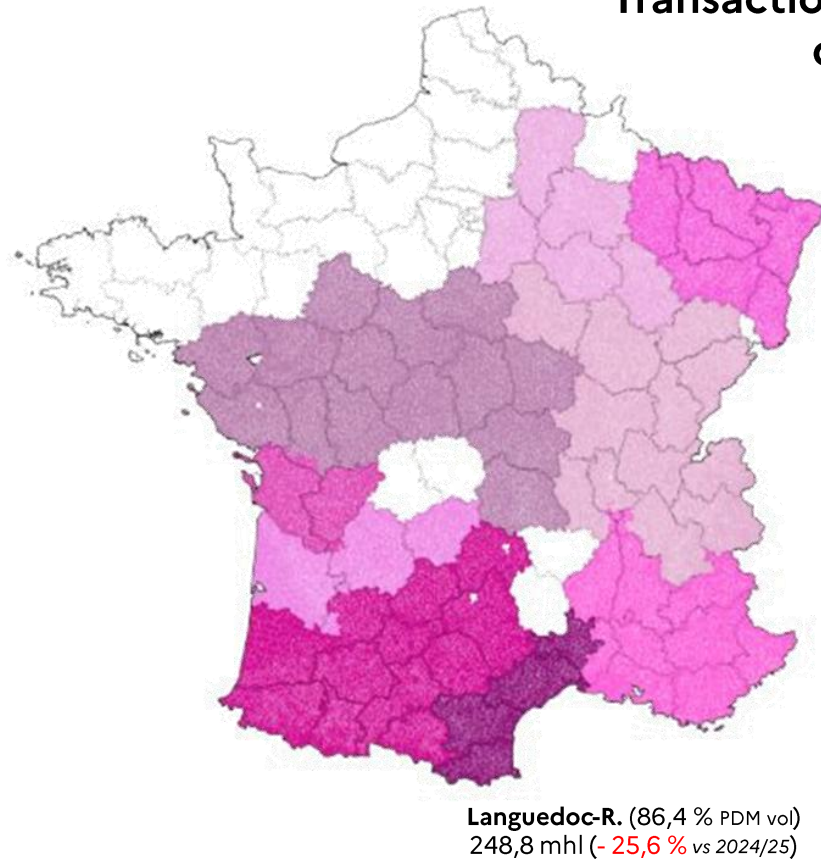 Languedoc-R. (86,4 % PDM vol)
248,8 mhl (- 25,6 % vs 2024/25)